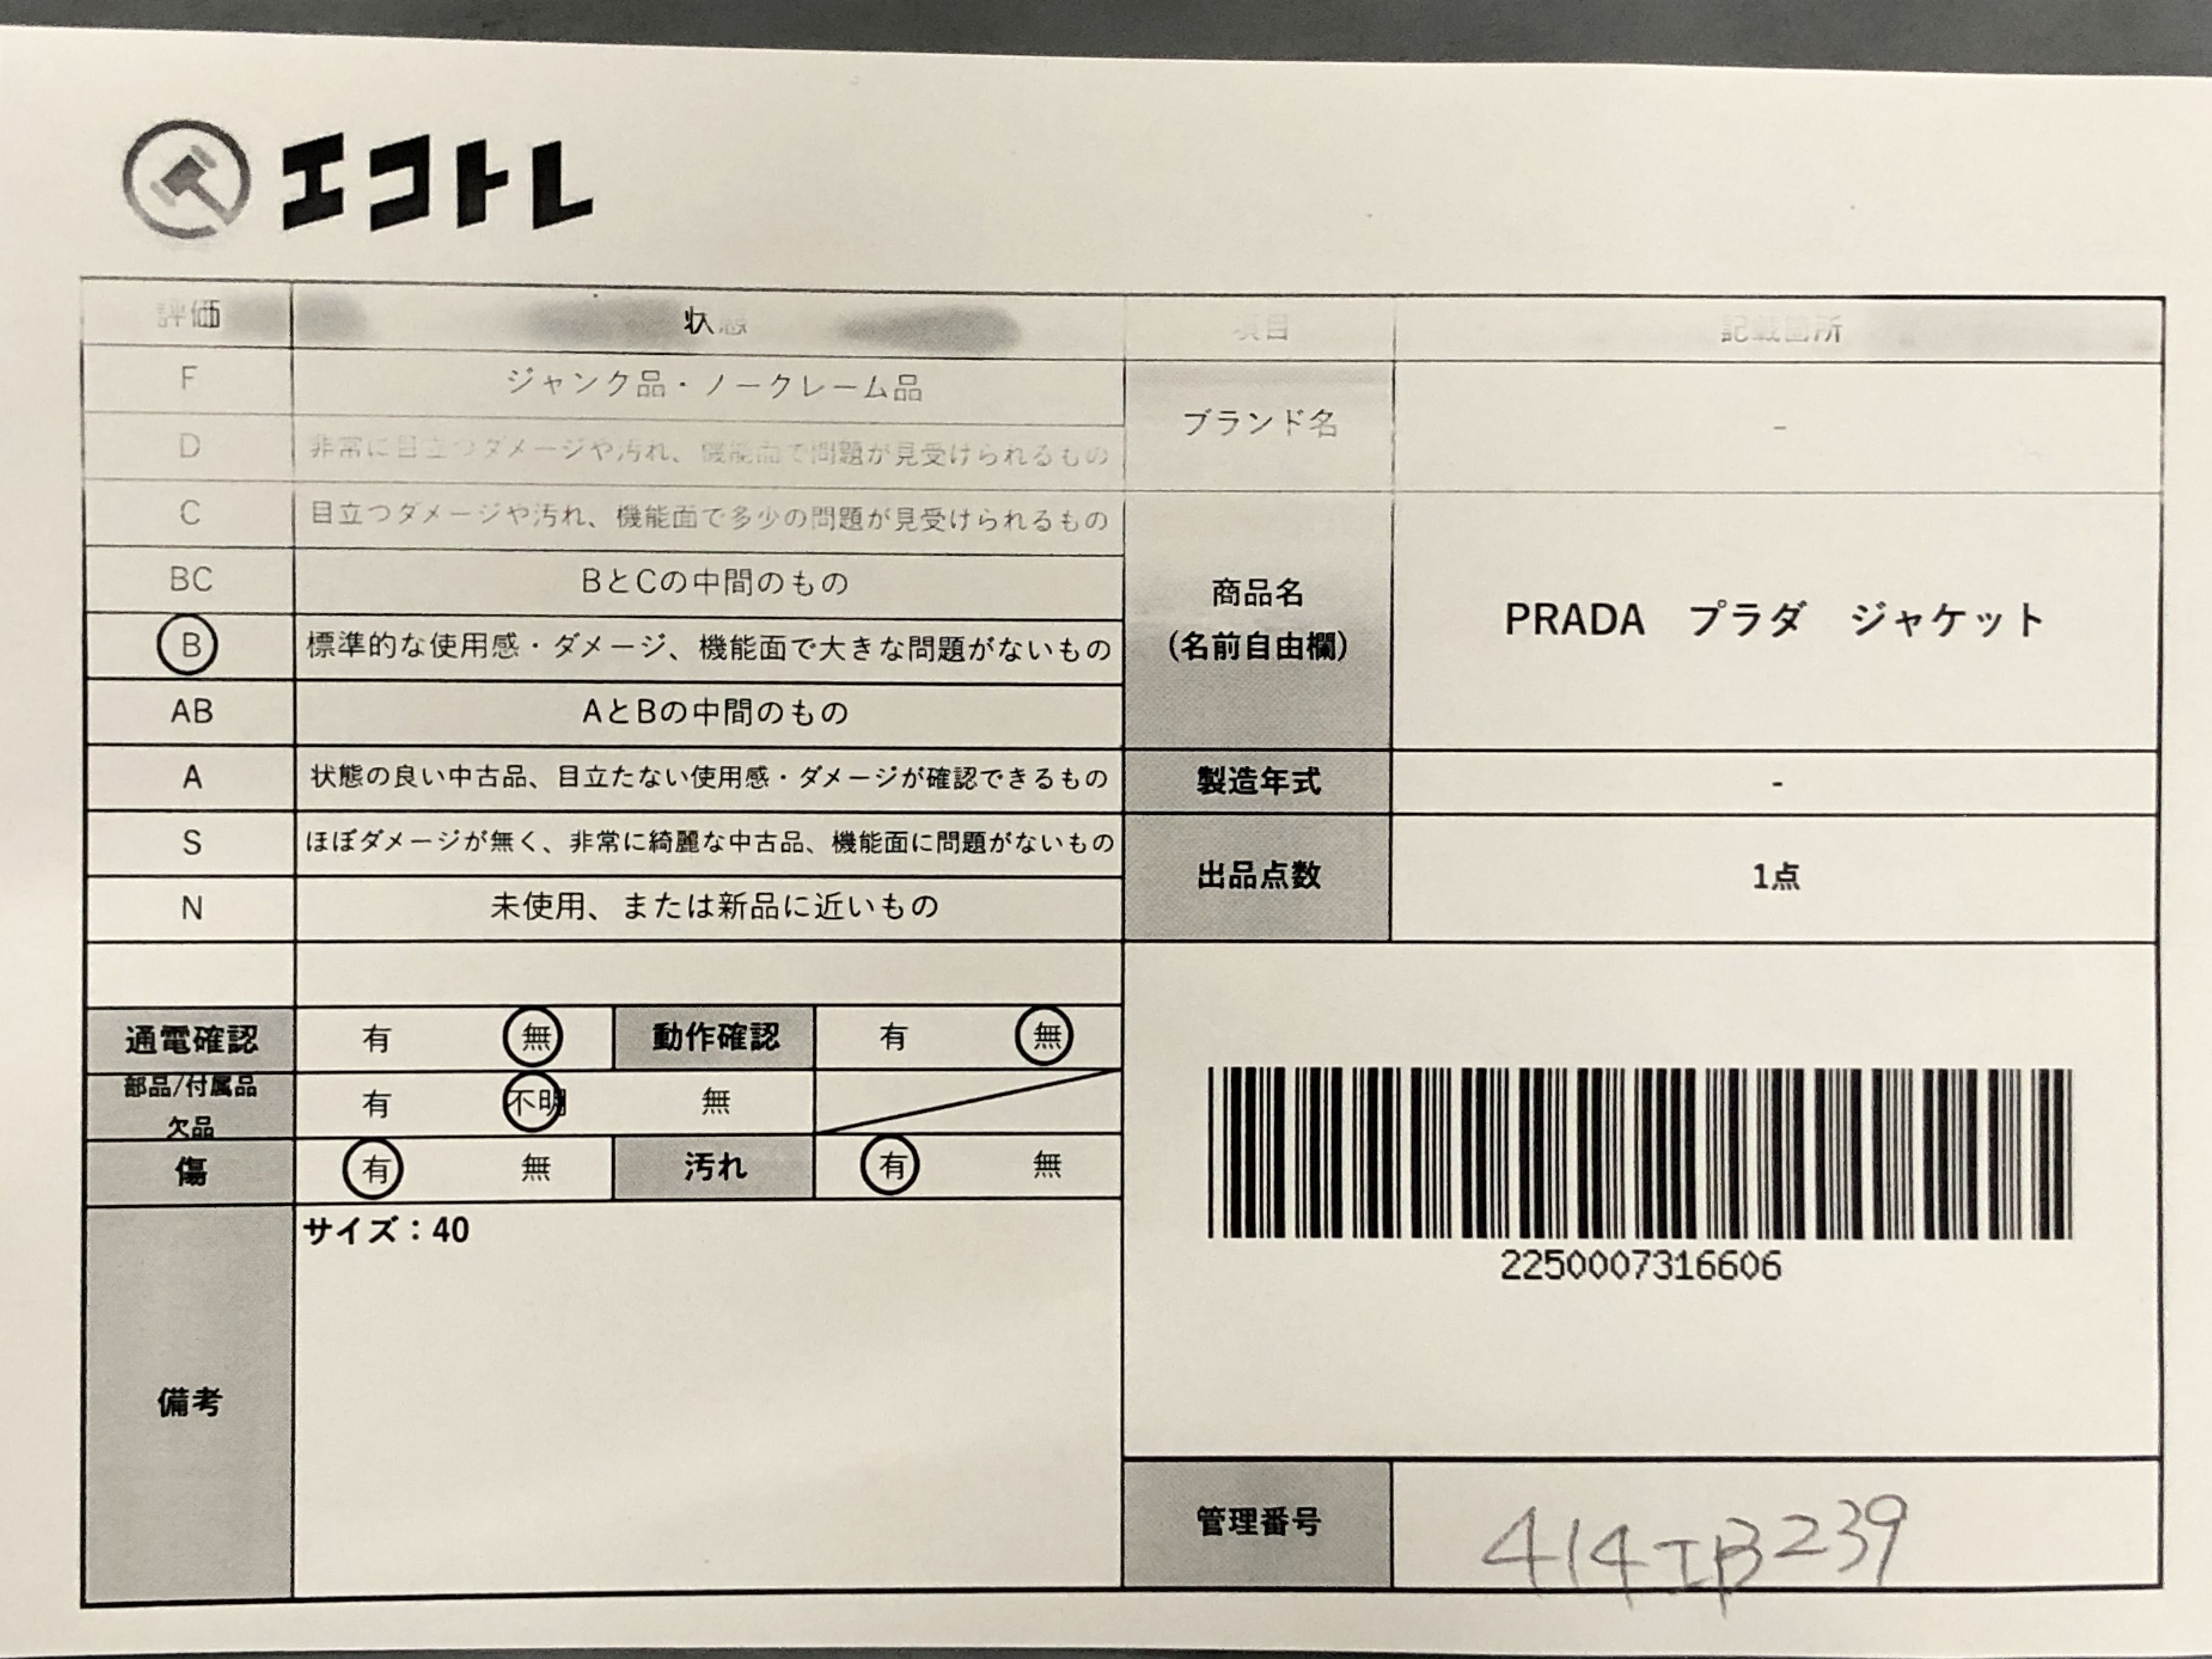 エコトレ
評価 状態 項目 記載箇所
F ジャンク品・ノークレーム品
ブランド名 -
D 非常に目立つダメージや汚れ、機能面で問題が見受けられるもの
C 目立つダメージや汚れ、機能面で多少の問題が見受けられるもの
BC BとCの中間のもの
商品名
(名前自由欄)
PRADA プラダ ジャケット
B 標準的な使用感・ダメージ、機能面で大きな問題がないもの
AB AとBの中間のもの
A 状態の良い中古品、目立たない使用感・ダメージが確認できるもの
製造年式 -
S ほぼダメージが無く、非常に綺麗な中古品、機能面に問題がないもの
出品点数 1点
N 未使用、または新品に近いもの
通電確認 有 無 動作確認 有 無
部品/付属品
欠品
有 不明 無
傷 有 無 汚れ 有 無
備考
サイズ：40
2250007316606
管理番号 414IB239